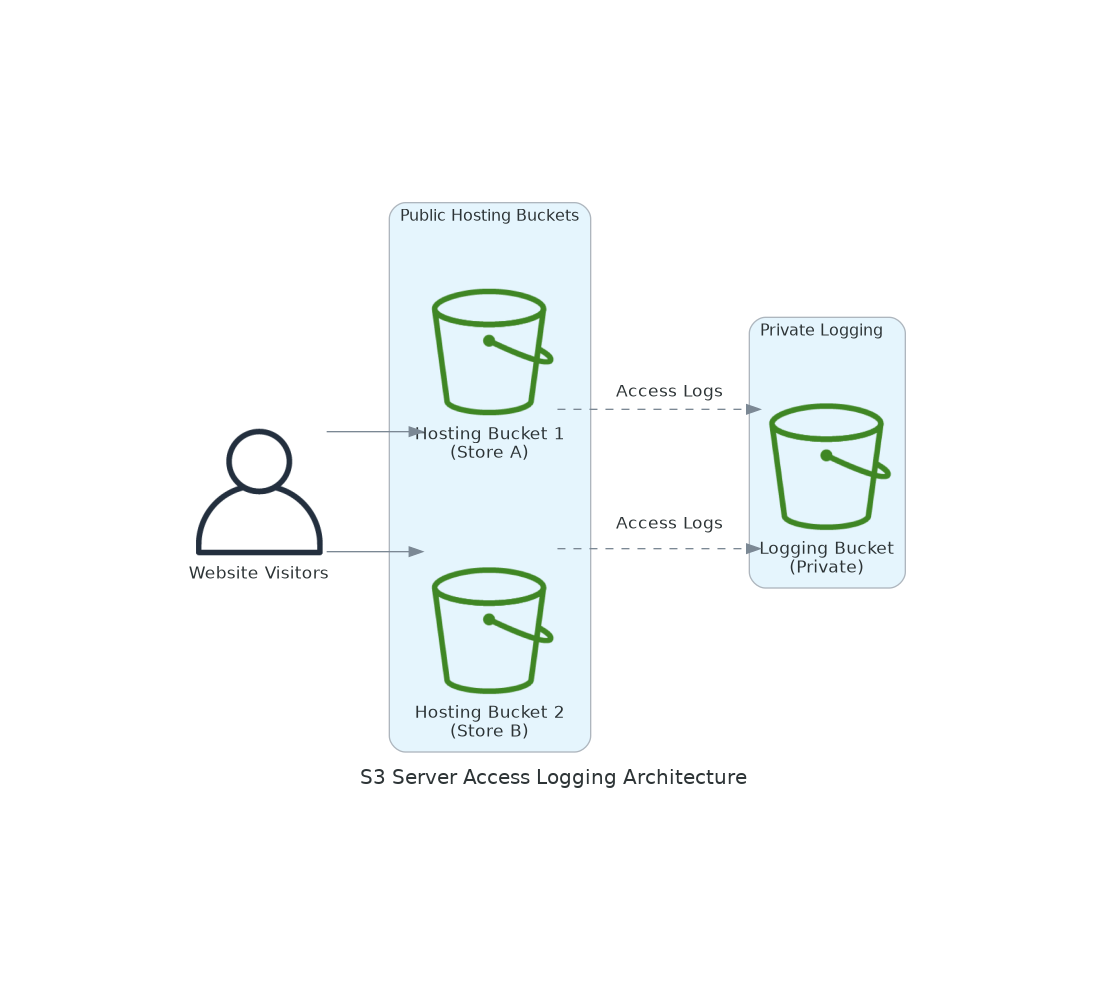 Public Hosting Buckets
Hosting Bucket 1
(Store A)
Hosting Bucket 2
(Store B)
Website Visitors
Access Logs
Access Logs
Private Logging
Logging Bucket
(Private)
S3 Server Access Logging Architecture